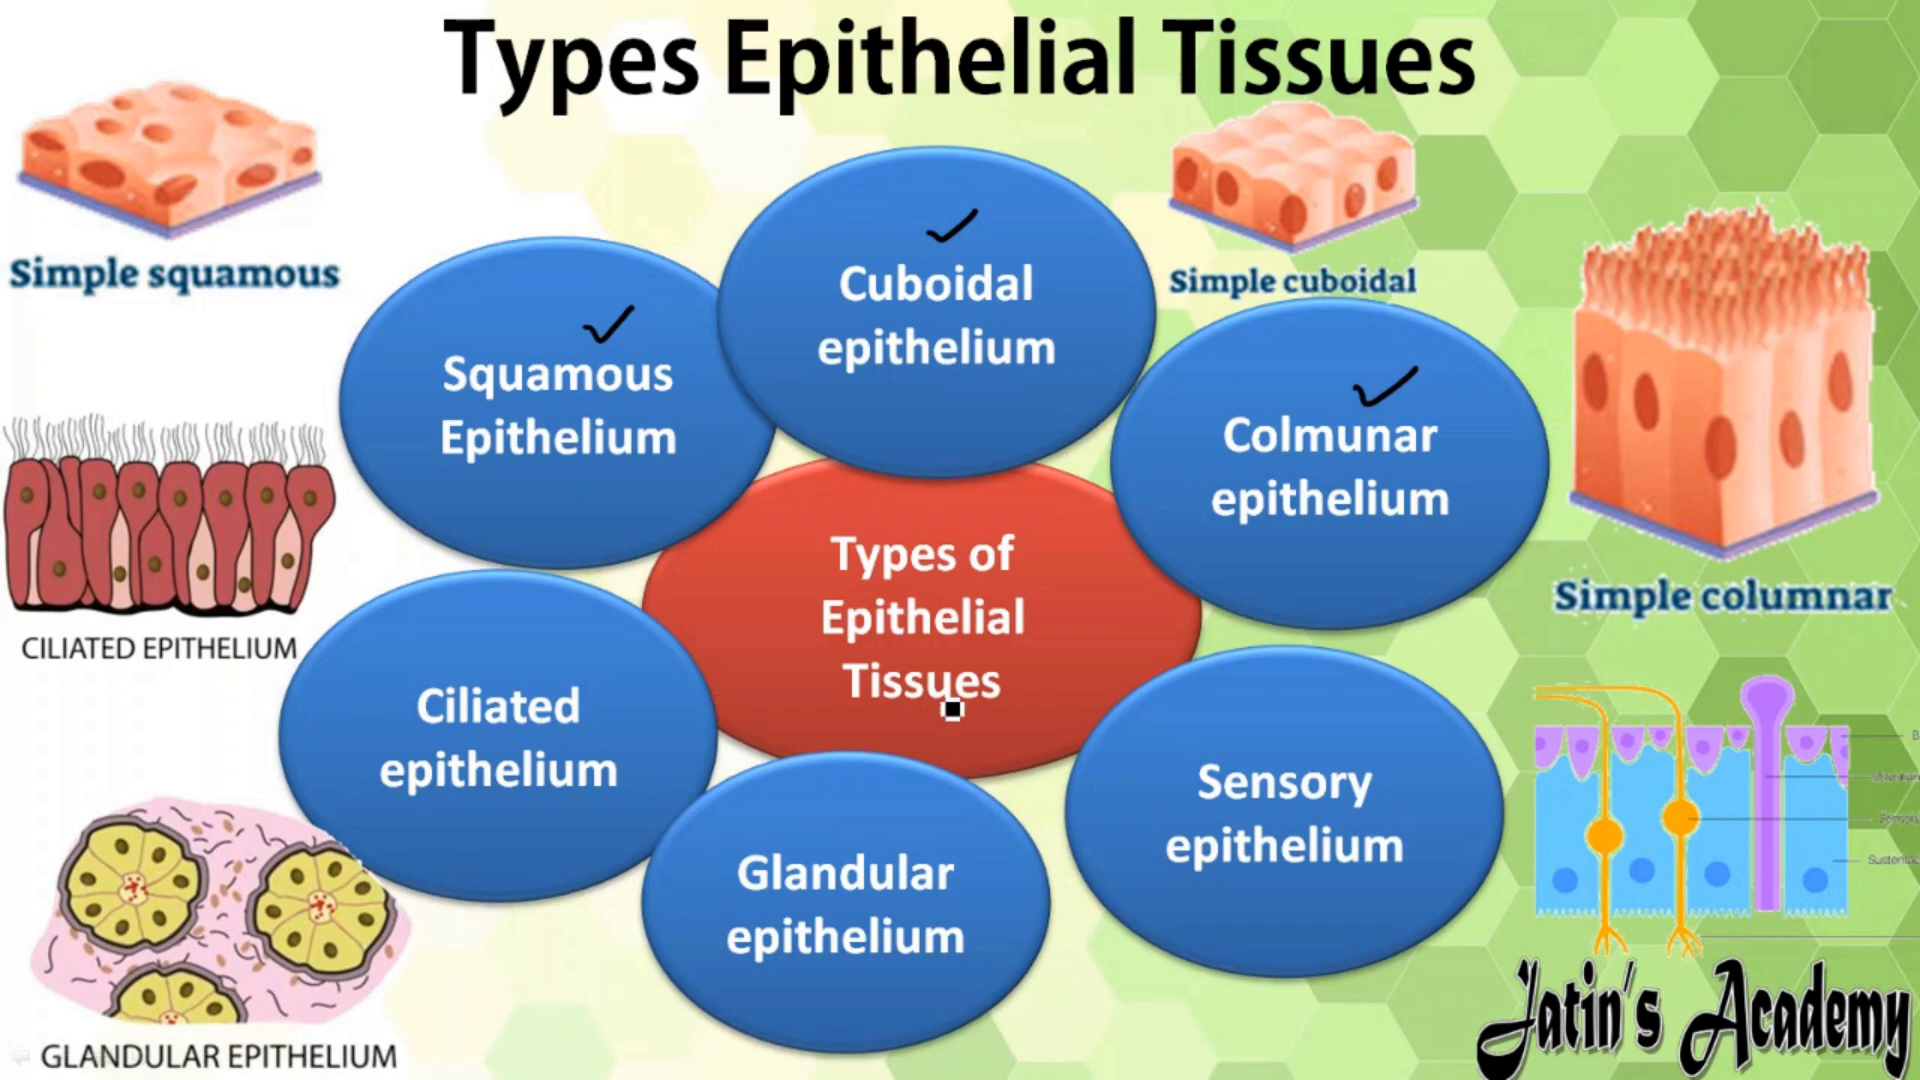 Types Epithelial Tissues
Simple squamous
Simple cuboidal
Cuboidal
epithelium
Squamous
Epithelium
Colmunar
epithelium
Types of
Epithelial
Tissues
Simple columnar
CILIATED EPITHELIUM
Ciliated
epithelium
Sensory
epithelium
Glandular
epithelium
GLANDULAR EPITHELIUM
Jatin's Academy